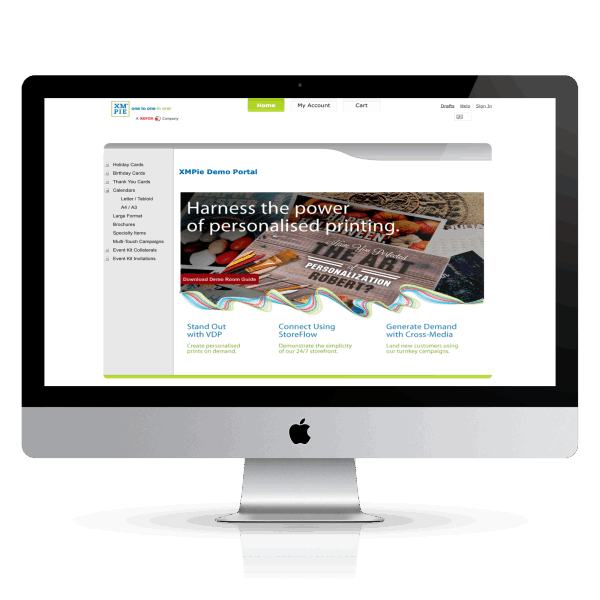 XM
PIE
one to one in one
A XEROX Company
Home
My Account
Cart
Drafts
Help
Sign In
Holiday Cards
Birthday Cards
Thank You Cards
Calendars
Letter / Tabloid
A4 / A3
Large Format
Brochures
Specialty Items
Multi-Touch Campaigns
Event Kit Collaterals
Event Kit Invitations
XMPie Demo Portal
Harness the power
of personalised printing.
PERSONALIZATION
ROBERTS
Download Demo Room Guide
Stand Out
with VDP
Create personalised
prints on demand.
Connect Using
StoreFlow
Demonstrate the simplicity
of our 24/7 storefront.
Generate Demand
with Cross-Media
Land new customers using
our turnkey campaigns.